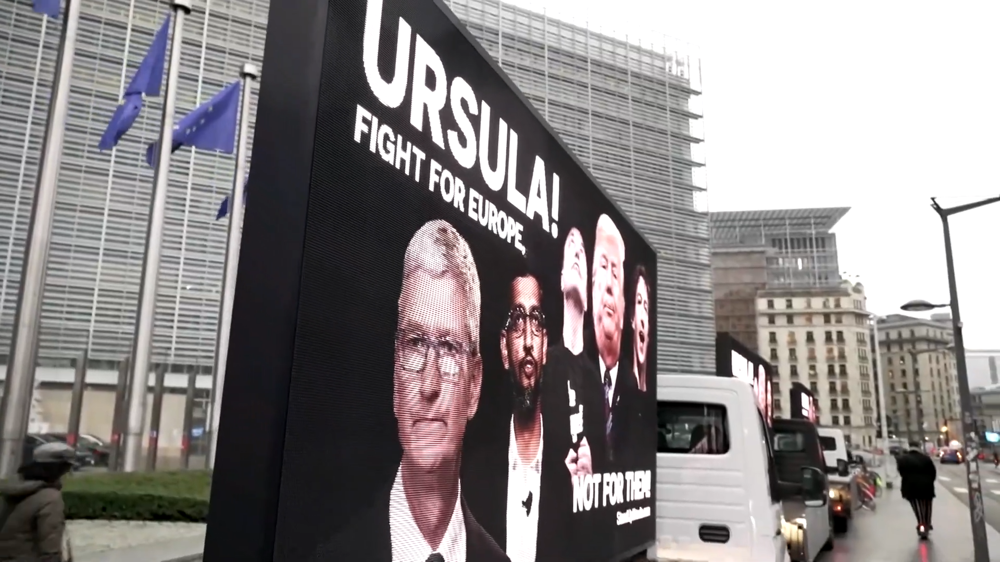 URSULA!
FIGHT FOR EUROPE,
NOT FOR THEM!